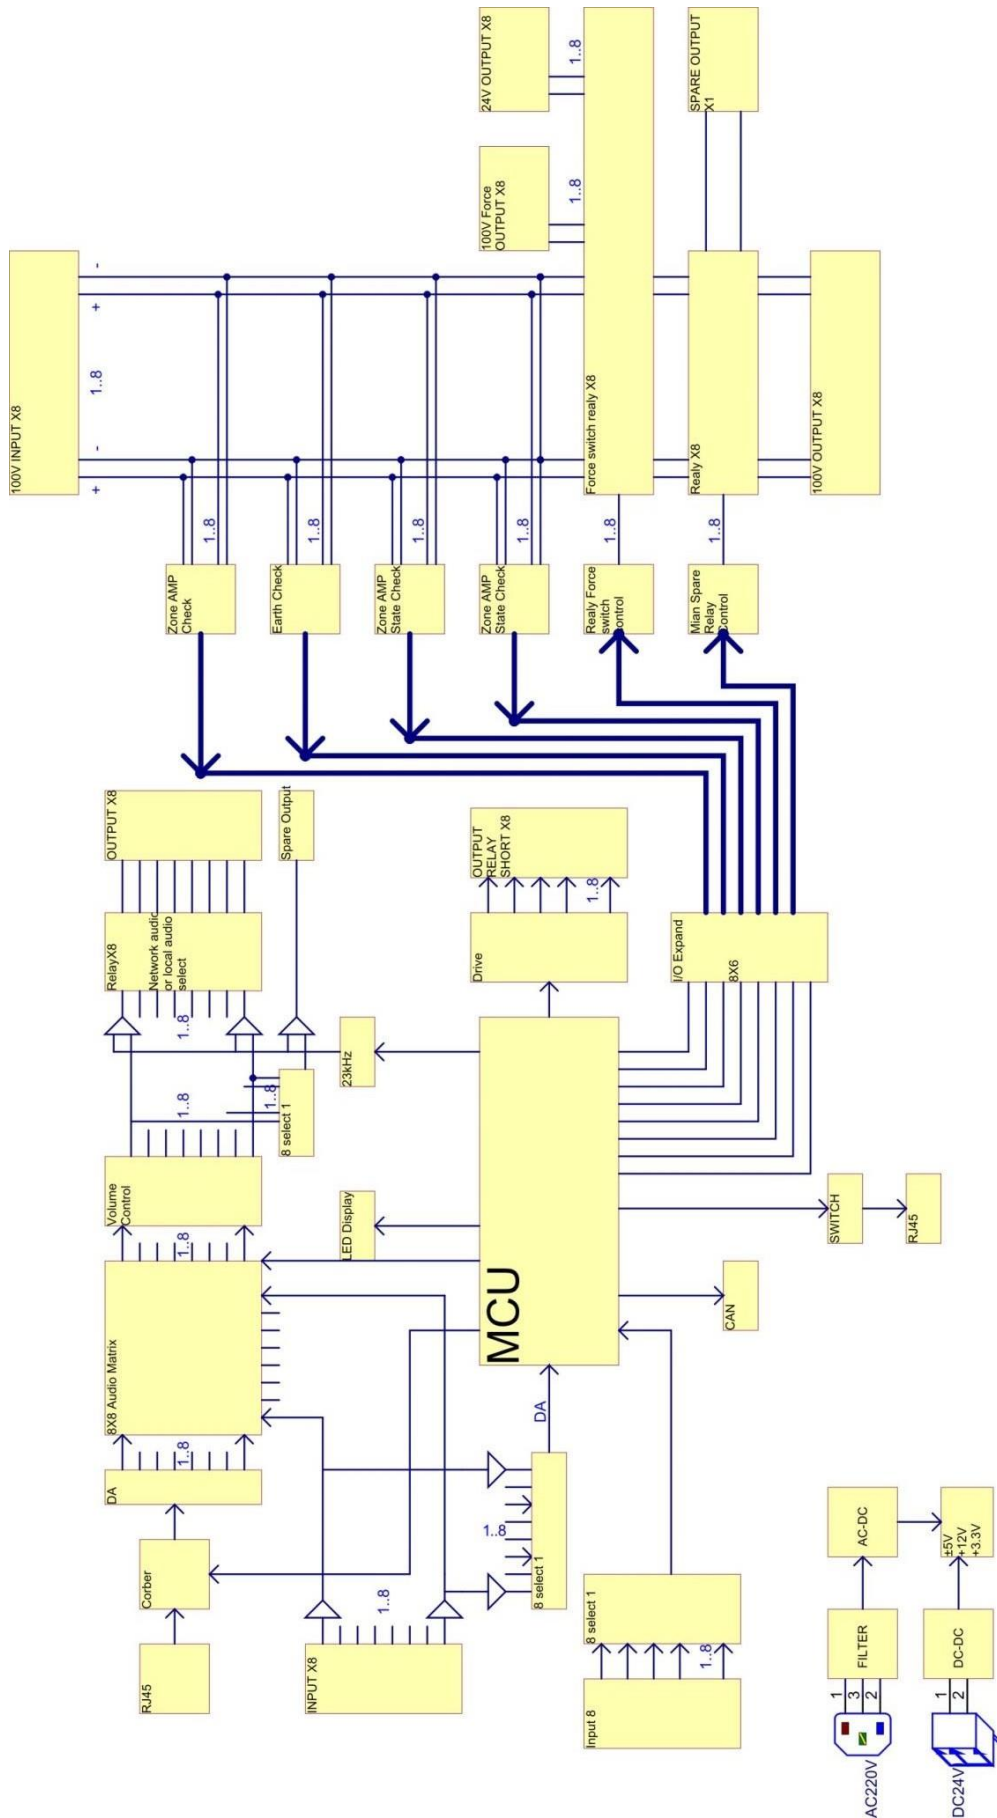 RJ45
Corber
DA
1..8
8X8 Audio Matrix
1..8
Volume
Control
1..8
1..8
RelayX8
Network audio
or local audio
select
OUTPUT X8
Zone AMP
Check
1..8
+
-
1..8
+
-
100V INPUT X8
INPUT X8
1..8
8 select 1
1..8
Spare Output
Earth Check
1..8
LED Display
23kHz
Zone AMP
State Check
1..8
1..8
8 select 1
DA
MCU
Drive
OUTPUT
RELAY
SHORT X8
1..8
Zone AMP
State Check
1..8
100V Force
OUTPUT X8
1..8
24V OUTPUT X8
1..8
Input 8
1..8
8 select 1
Realy Force
switch
control
1..8
Force switch realy X8
CAN
I/O Expand
8X6
Mian Spare
Relay
Control
1..8
Realy X8
SPARE OUTPUT
X1
AC220V
1
3
2
FILTER
AC-DC
SWITCH
RJ45
100V OUTPUT X8
DC24V
1
2
DC-DC
±5V
+12V
+3.3V